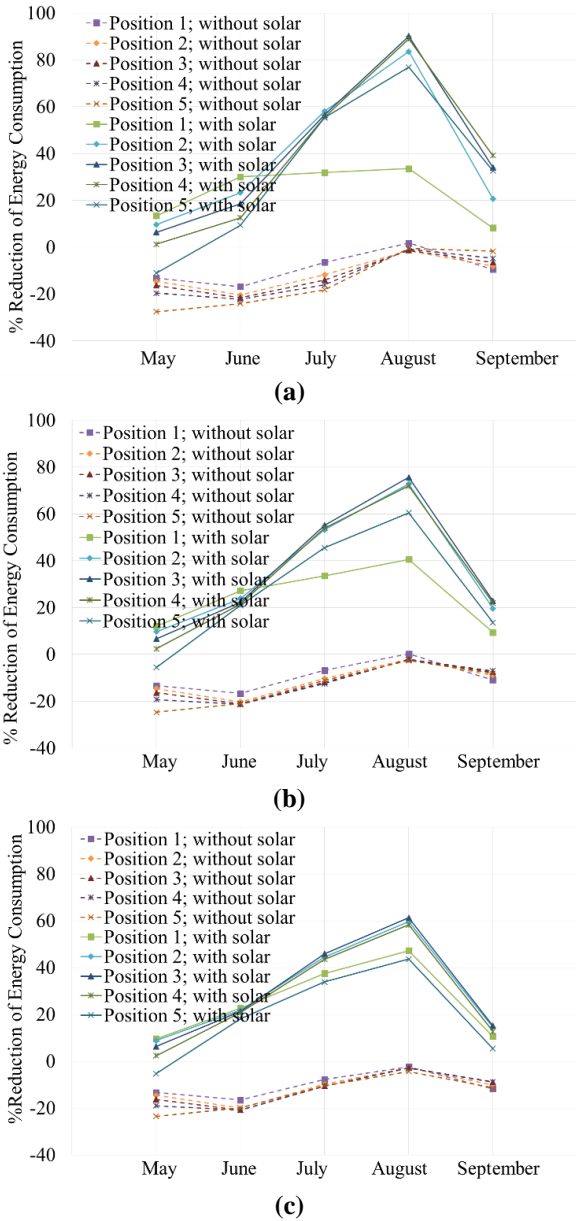 100
80
60
40
20
0
-20
-40
% Reduction of Energy Consumption
Position 1; without solar
Position 2; without solar
Position 3; without solar
Position 4; without solar
Position 5; without solar
Position 1; with solar
Position 2; with solar
Position 3; with solar
Position 4; with solar
Position 5; with solar
May June July August September
(a)
100
80
60
40
20
0
-20
-40
% Reduction of Energy Consumption
Position 1; without solar
Position 2; without solar
Position 3; without solar
Position 4; without solar
Position 5; without solar
Position 1; with solar
Position 2; with solar
Position 3; with solar
Position 4; with solar
Position 5; with solar
May June July August September
(b)
100
80
60
40
20
0
-20
-40
%Reduction of Energy Consumption
Position 1; without solar
Position 2; without solar
Position 3; without solar
Position 4; without solar
Position 5; without solar
Position 1; with solar
Position 2; with solar
Position 3; with solar
Position 4; with solar
Position 5; with solar
May June July August September
(c)